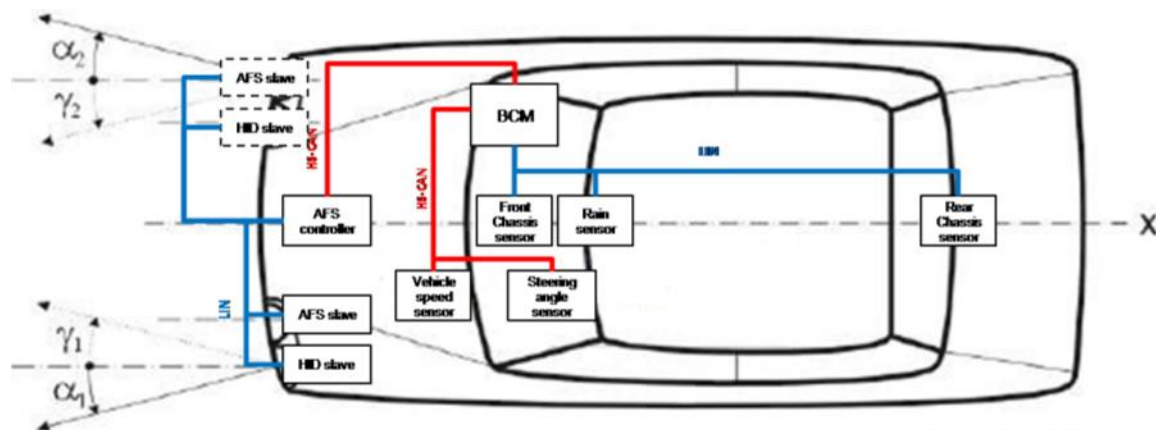 α₂
γ₂
AFS slave
HID slave
HS-CAN
BCM
HS-CAN
LIN
AFS
controller
Front
Chassis
sensor
Rain
sensor
Rear
Chassis
sensor
X
Vehicle
speed
sensor
Steering
angle
sensor
LIN
AFS slave
HID slave
γ₁
α₁